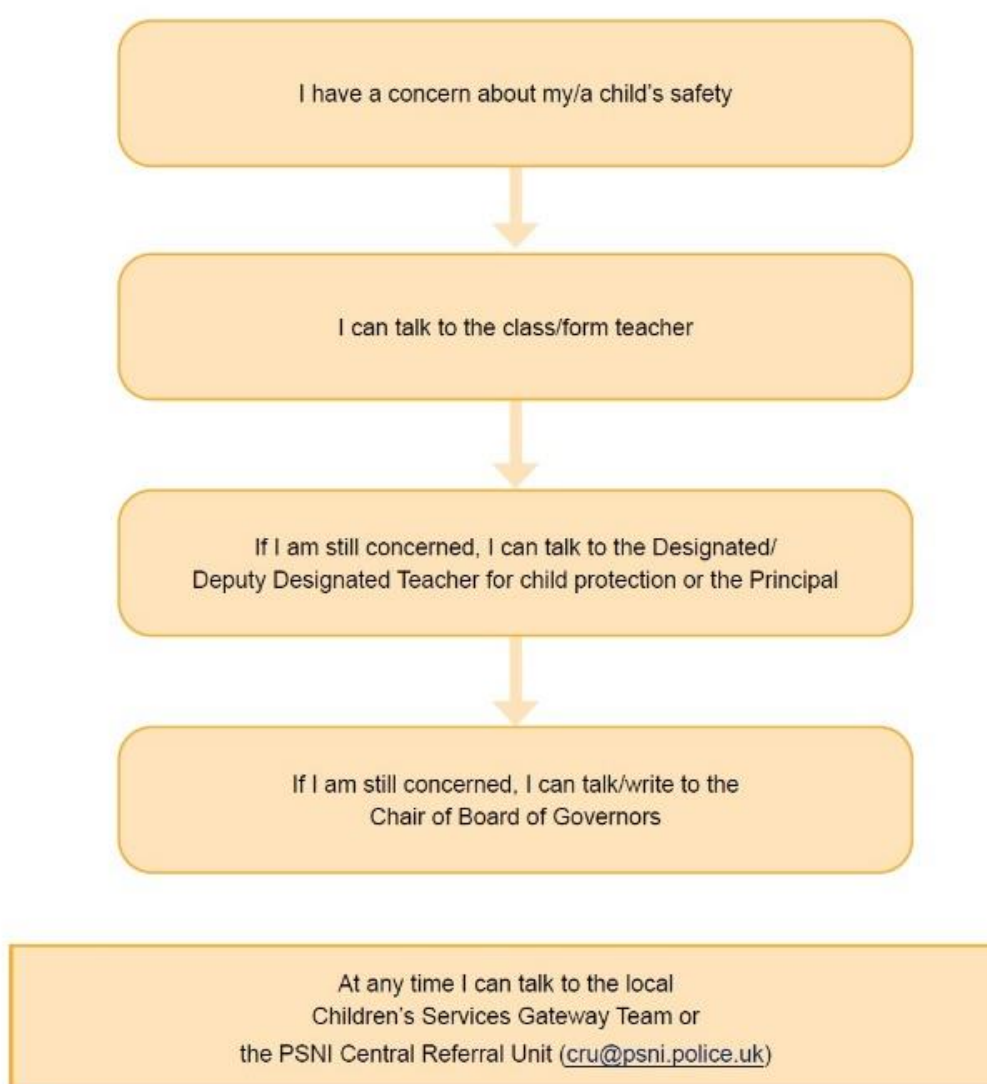 I have a concern about my/a child's safety
I can talk to the class/form teacher
If I am still concerned, I can talk to the Designated/
Deputy Designated Teacher for child protection or the Principal
If I am still concerned, I can talk/write to the
Chair of Board of Governors
At any time I can talk to the local
Children's Services Gateway Team or
the PSNI Central Referral Unit (cru@psni.police.uk)